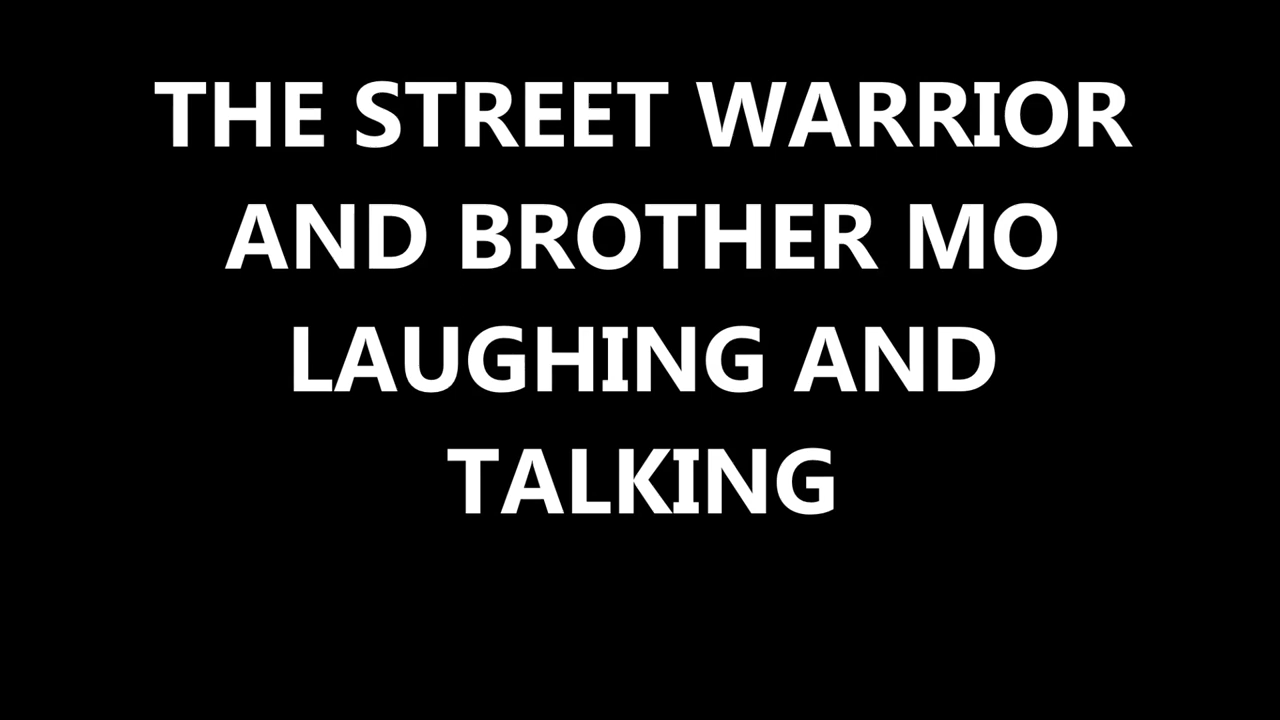 THE STREET WARRIOR
AND BROTHER MO
LAUGHING AND
TALKING